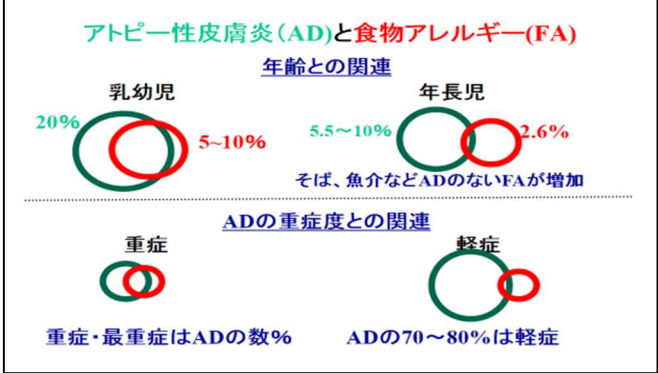 アトピー性皮膚炎(AD)と食物アレルギー(FA)
年齢との関連
乳幼児
年長児
20%
5~10%
5.5～10%
2.6%
そば、魚介などADのないFAが増加
ADの重症度との関連
重症
軽症
重症・最重症はADの数%
ADの70～80%は軽症